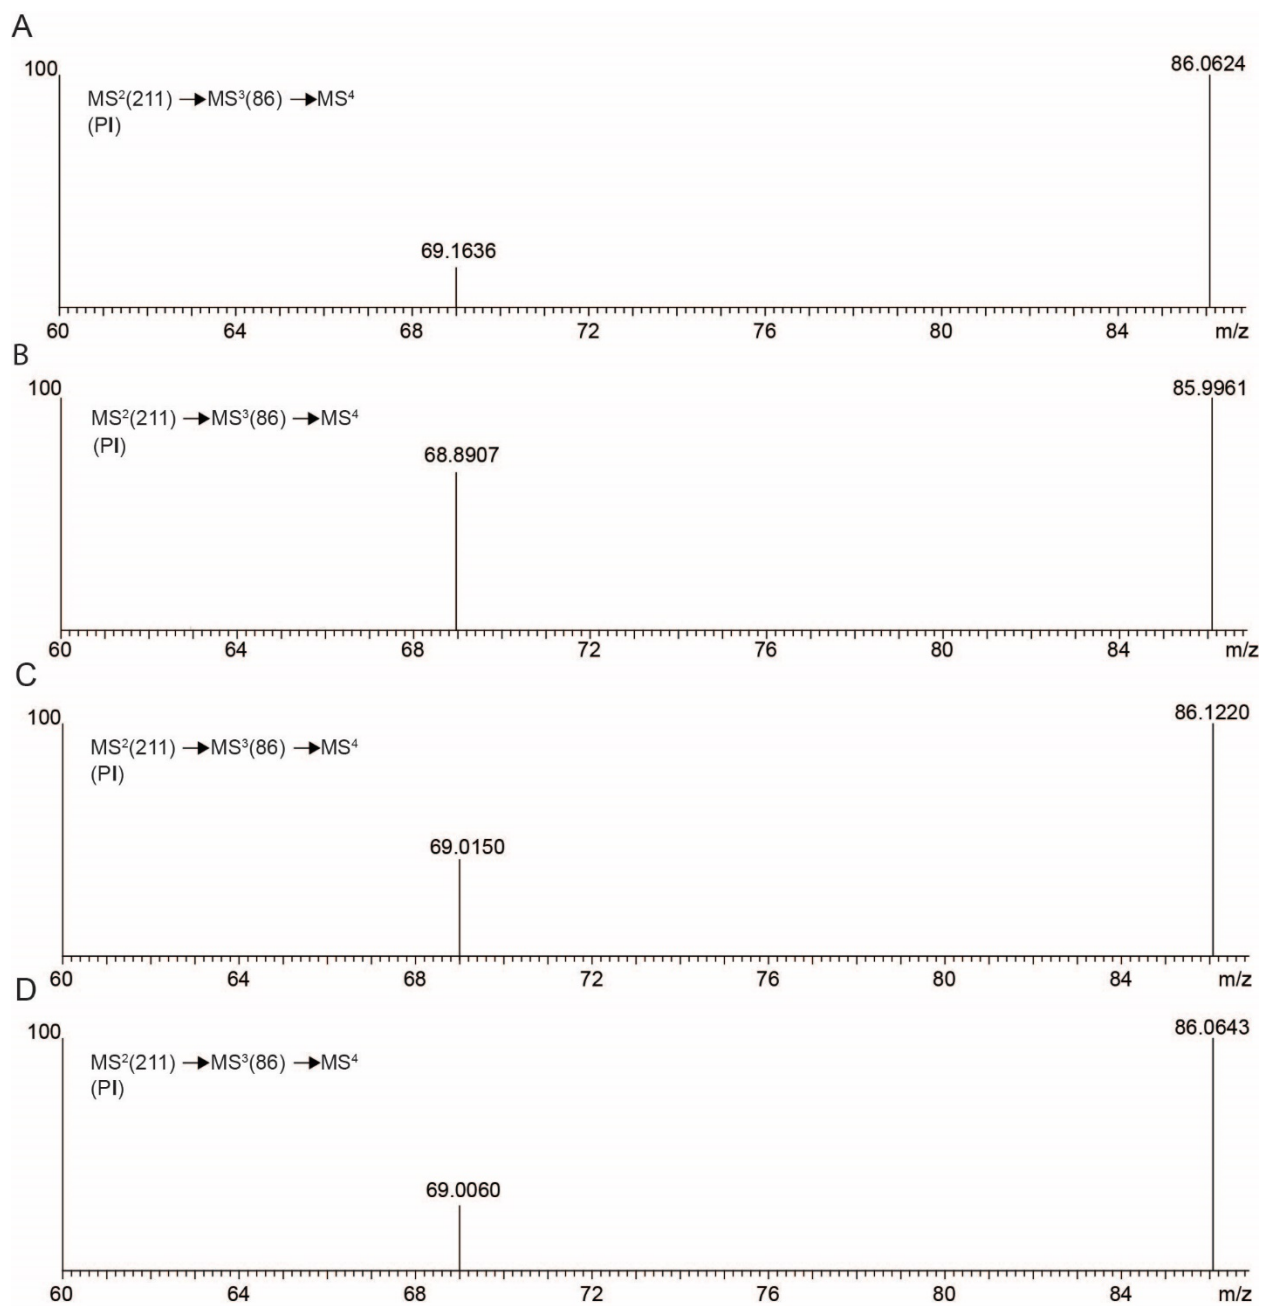 A
100
86.0624
MS²(211) →MS³(86) →MS⁴
(PI)
69.1636
60 64 68 72 76 80 84 m/z
B
100
85.9961
MS²(211) →MS³(86) →MS⁴
(PI)
68.8907
60 64 68 72 76 80 84 m/z
C
100
86.1220
MS²(211) →MS³(86) →MS⁴
(PI)
69.0150
60 64 68 72 76 80 84 m/z
D
100
86.0643
MS²(211) →MS³(86) →MS⁴
(PI)
69.0060
60 64 68 72 76 80 84 m/z